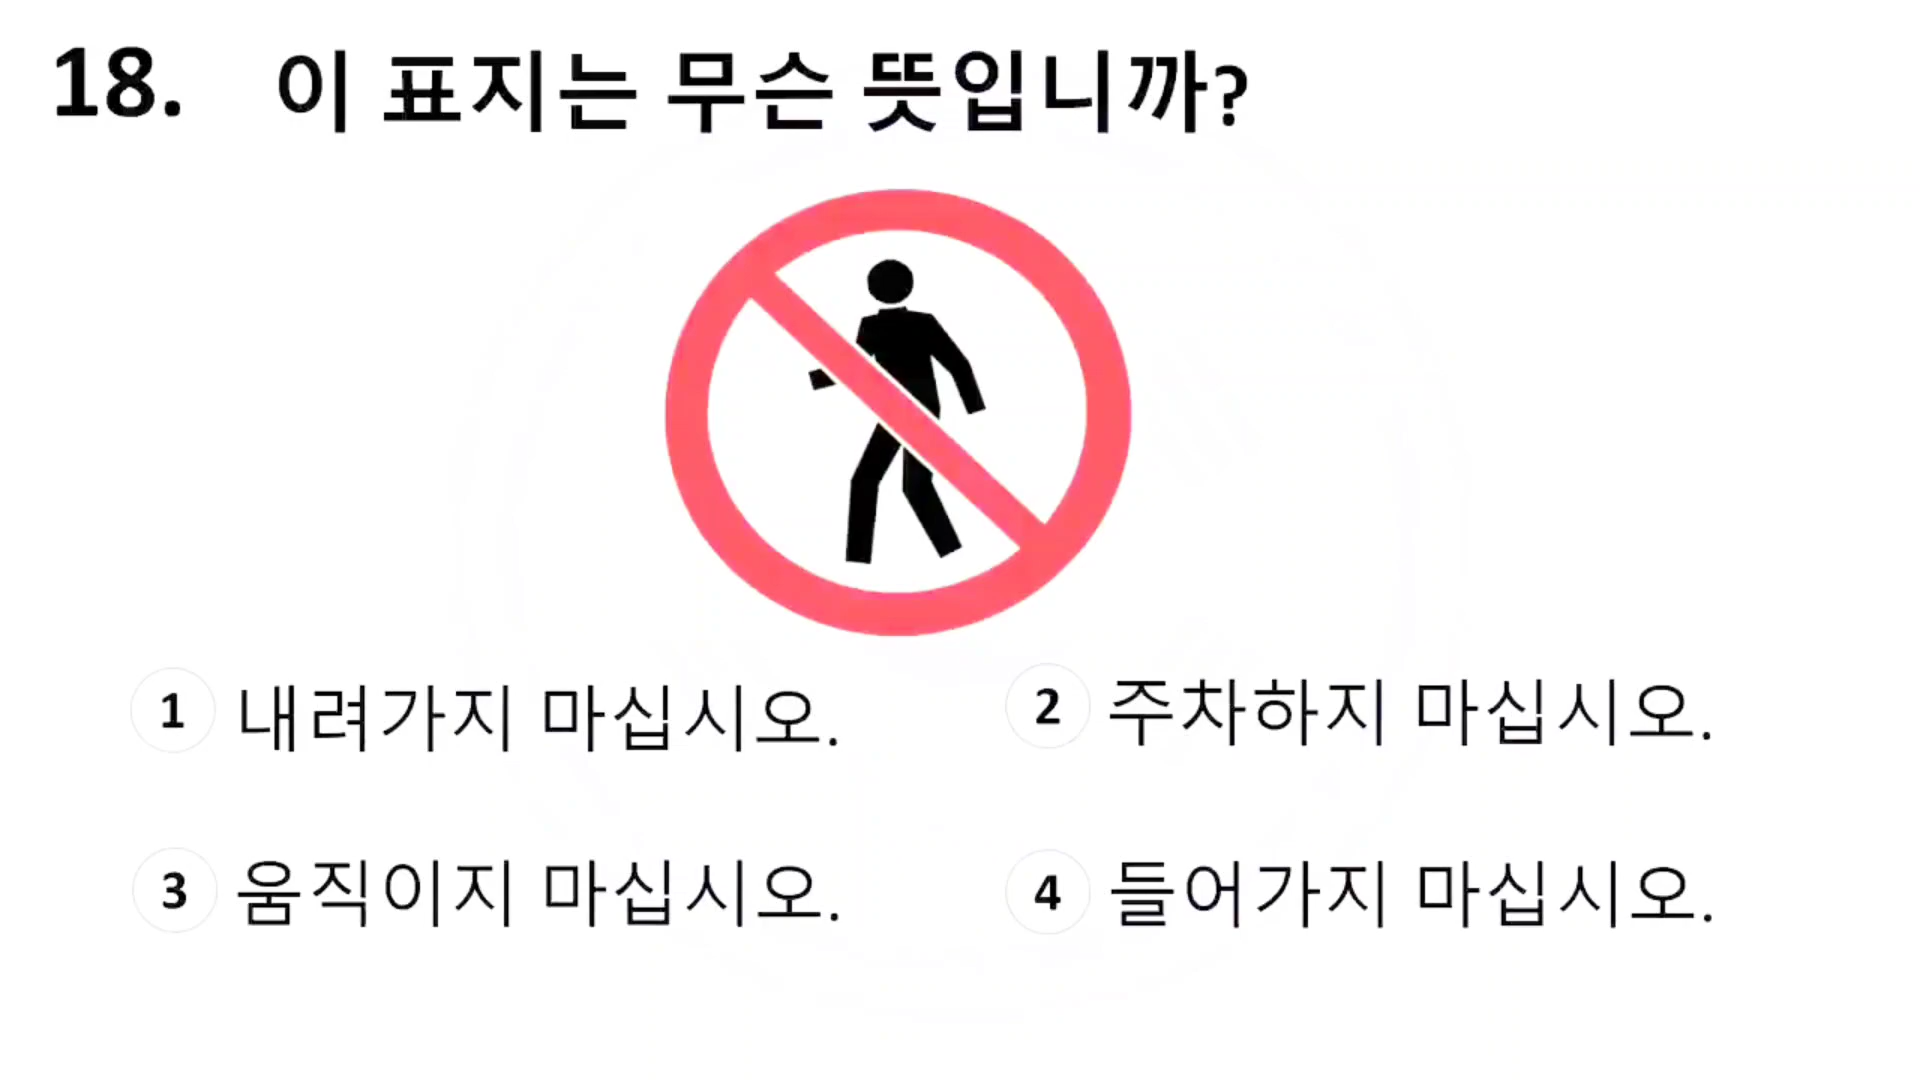 18. 이 표지는 무슨 뜻입니까?
1 내려가지 마십시오.
2 주차하지 마십시오.
3 움직이지 마십시오.
4 들어가지 마십시오.